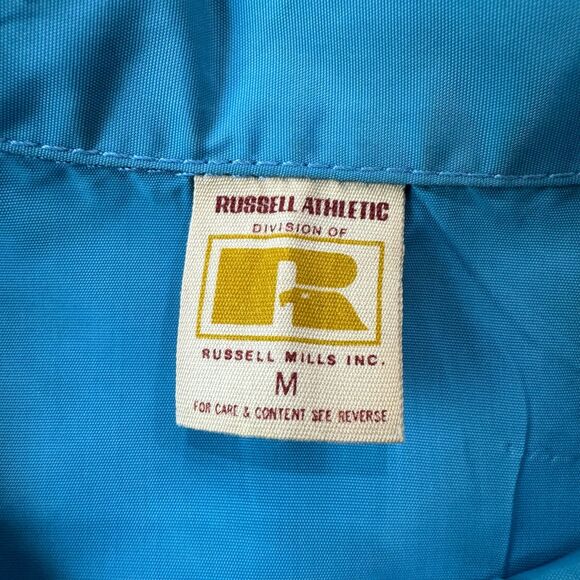 RUSSELL ATHLETIC
DIVISION OF
R
RUSSELL MILLS INC.
M
FOR CARE & CONTENT SEE REVERSE